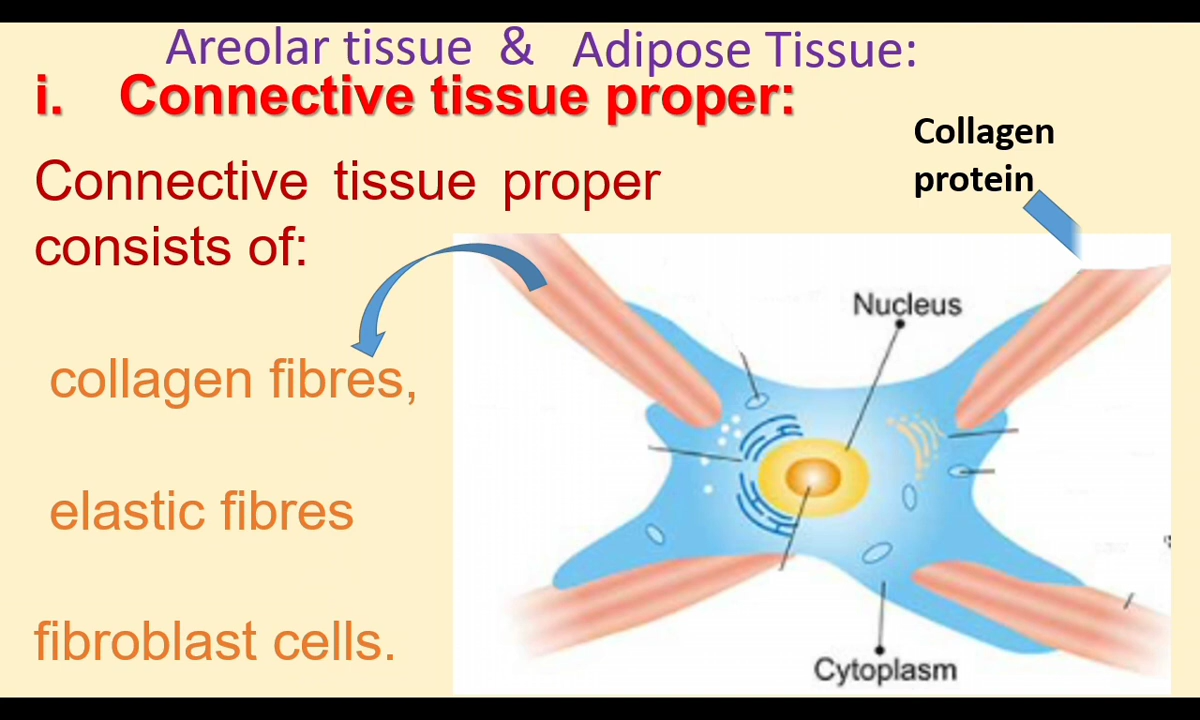 Areolar tissue & Adipose Tissue:
i. Connective tissue proper:
Collagen
protein
Connective tissue proper
consists of:
Nucleus
collagen fibres,
elastic fibres
fibroblast cells.
Cytoplasm